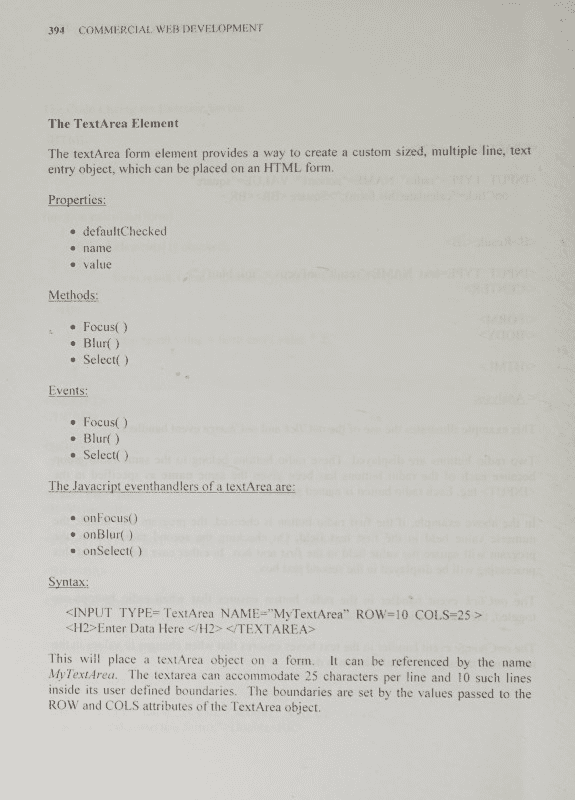 394 COMMERCIAL WEB DEVELOPMENT
The TextArea Element
The textArea form element provides a way to create a custom sized, multiple line, text
entry object, which can be placed on an HTML form.
Properties:
• defaultChecked
• name
• value
Methods:
• Focus( )
• Blur( )
• Select( )
Events:
• Focus( )
• Blur( )
• Select( )
The Javacript eventhandlers of a textArea are:
• onFocus()
• onBlur( )
• onSelect( )
Syntax:
<INPUT TYPE= TextArea NAME="MyTextArea" ROW=10 COLS=25 >
<H2>Enter Data Here </H2> </TEXTAREA>
This will place a textArea object on a form. It can be referenced by the name
MyTextArea. The textarea can accommodate 25 characters per line and 10 such lines
inside its user defined boundaries. The boundaries are set by the values passed to the
ROW and COLS attributes of the TextArea object.